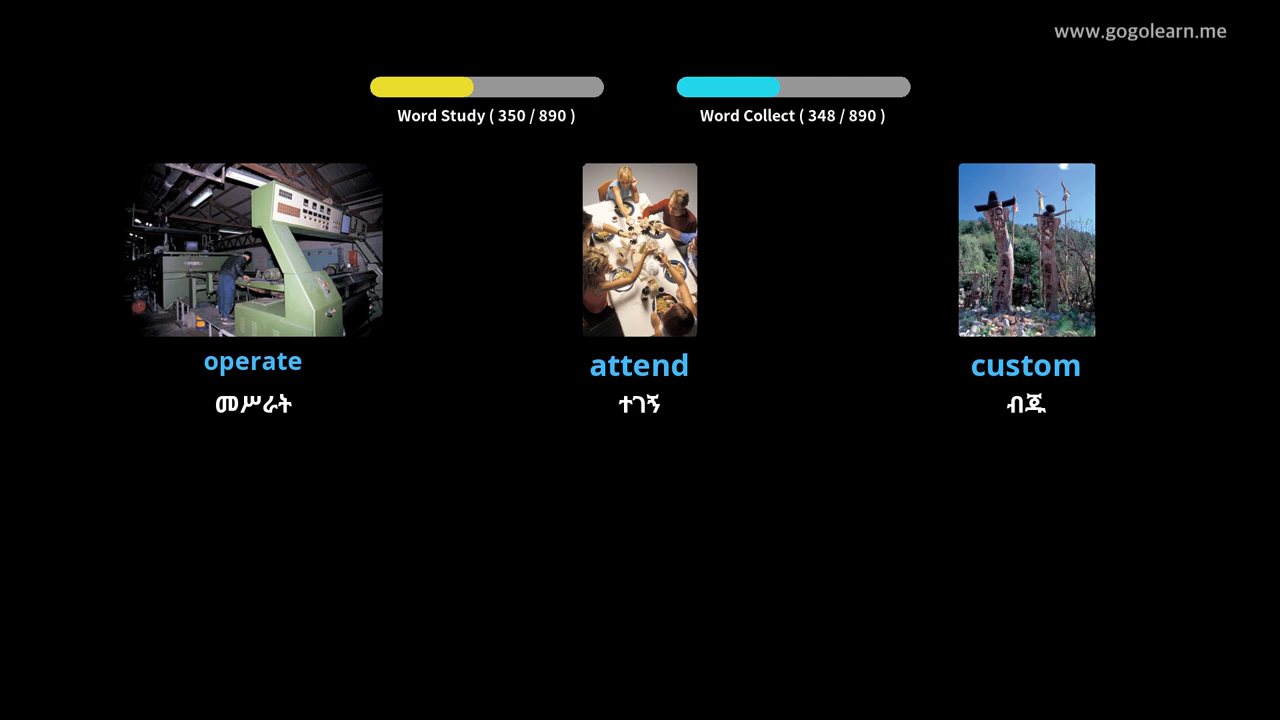 www.gogolearn.me
Word Study ( 350 / 890 )
Word Collect ( 348 / 890 )
operate
attend
custom
መሥራት
ተገኝ
ብጁ